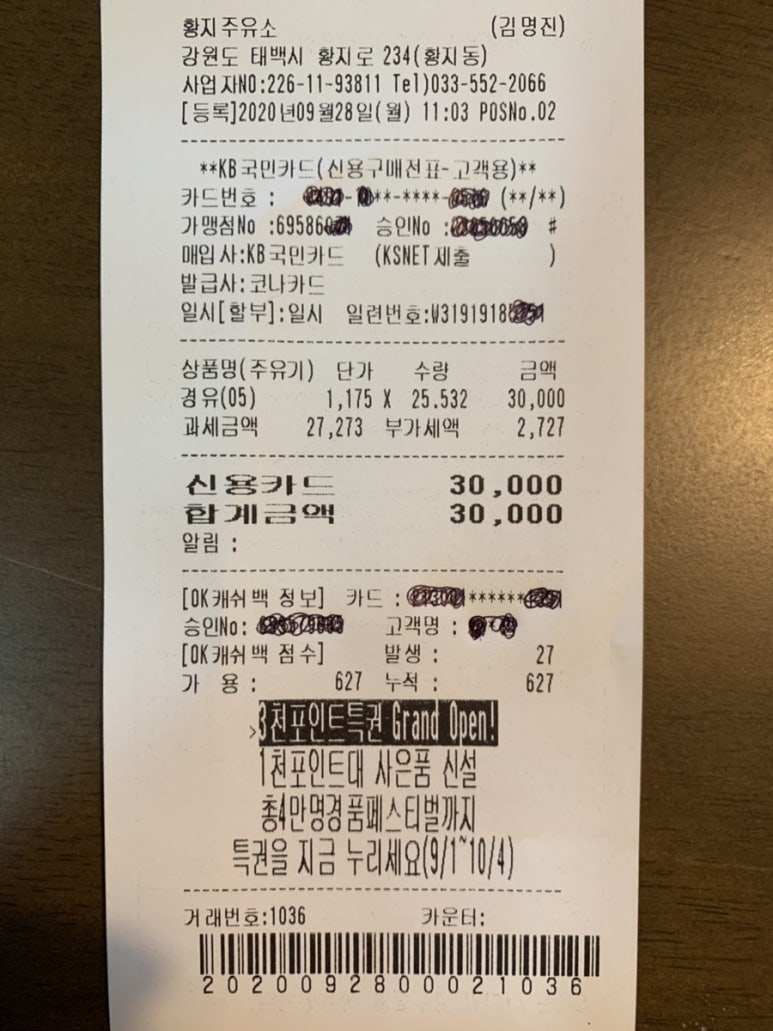 황지주유소 (김명진)
강원도 태백시 황지로 234(황지동)
사업자NO:226-11-93811 Tel)033-552-2066
[등록]2020년09월28일(월) 11:03 POSNo.02
**KB국민카드(신용구매전표-고객용)**
카드번호 : **-****- (**/**)
가맹점No :69586 승인No : #
매입사:KB국민카드 (KSNET제출 )
발급사:코나카드
일시[할부]:일시 일련번호:W3191918
상품명(주유기) 단가 수량 금액
경유(05) 1,175 X 25.532 30,000
과세금액 27,273 부가세액 2,727
신용카드 30,000
합계금액 30,000
알림 :
[OK캐쉬백 정보] 카드 : ******
승인No: 고객명 :
[OK캐쉬백 점수] 발생 : 27
가 용 : 627 누적 : 627
>3천포인트특권 Grand Open!
1천포인트대 사은품 신설
총4만명경품페스티벌까지
특권을 지금 누리세요(9/1~10/4)
거래번호:1036 카운터:
2020092800021036